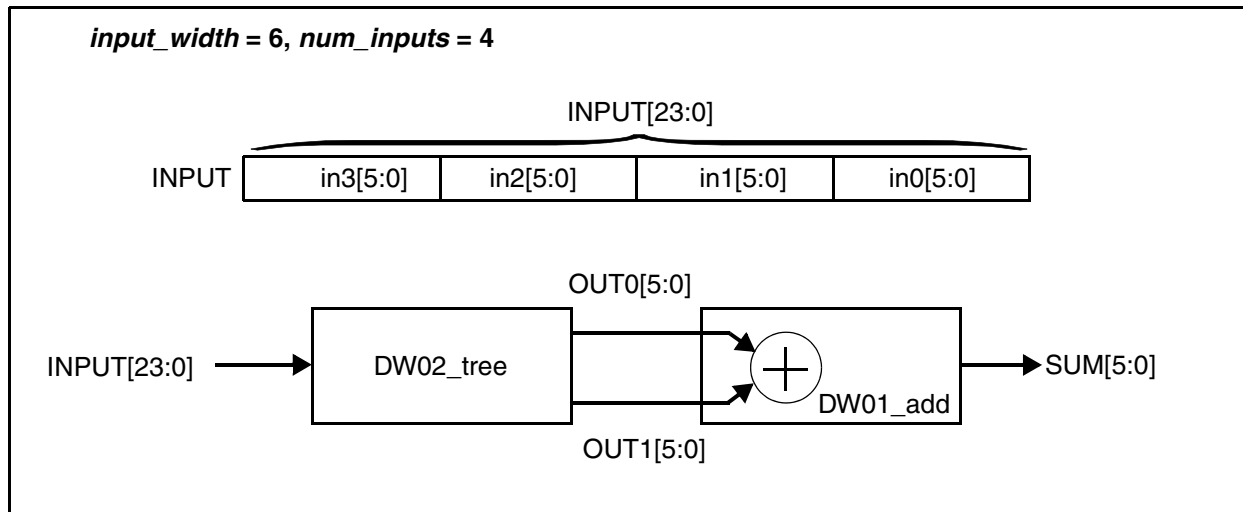 input_width = 6, num_inputs = 4
INPUT[23:0]
INPUT in3[5:0] in2[5:0] in1[5:0] in0[5:0]
OUT0[5:0]
INPUT[23:0] DW02_tree SUM[5:0]
DW01_add
OUT1[5:0]